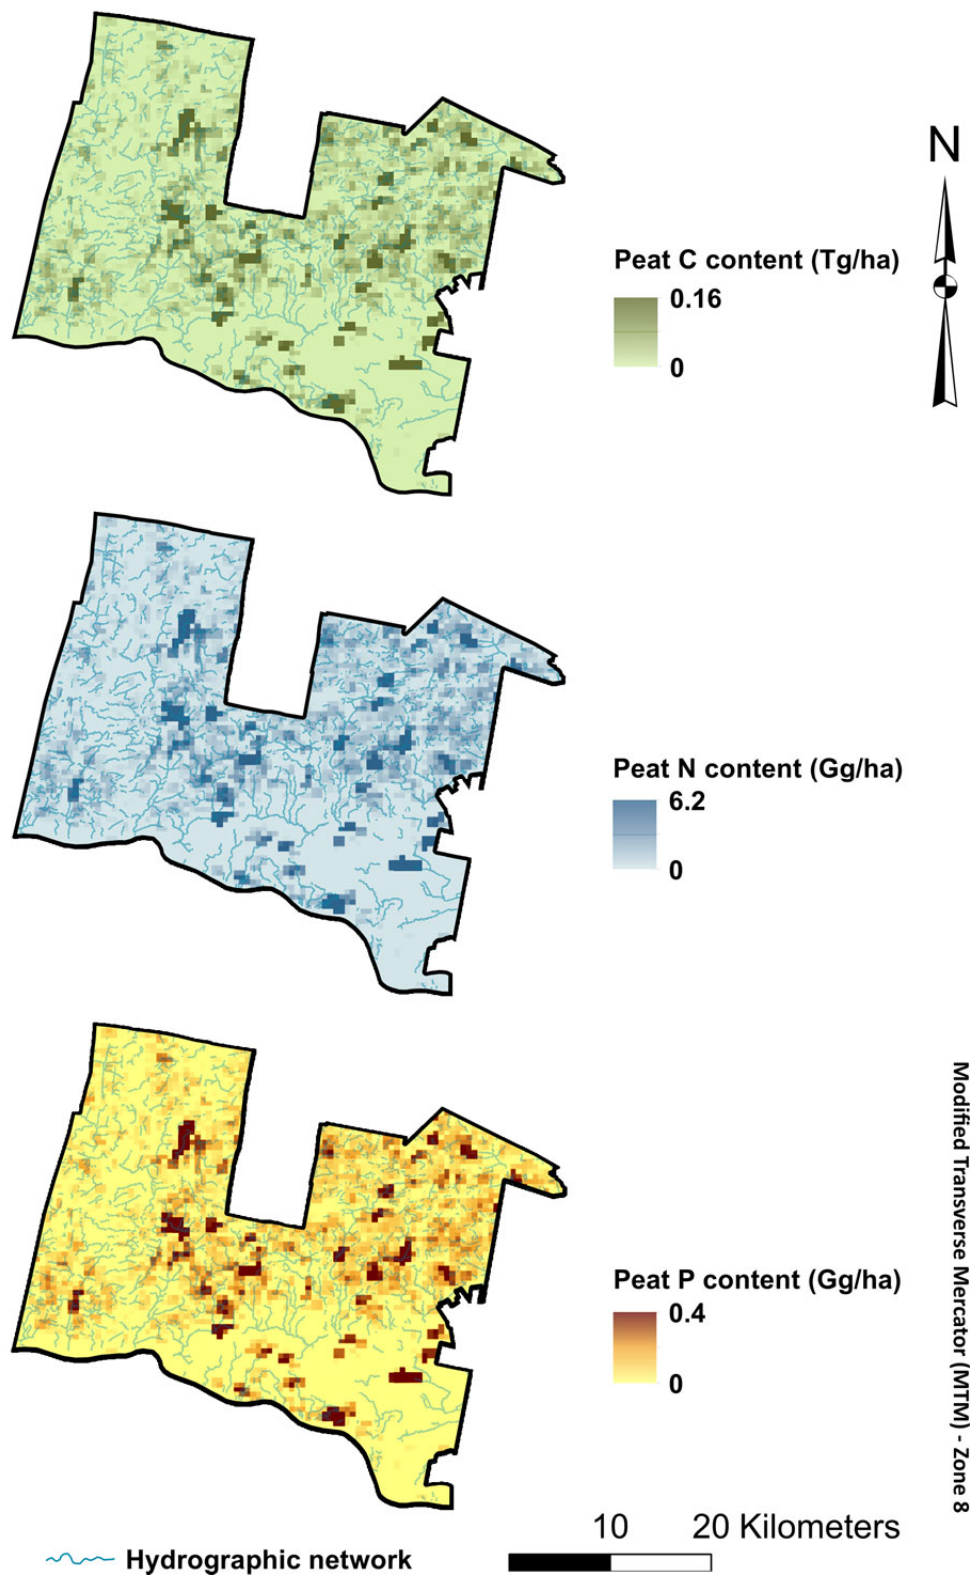 N
Peat C content (Tg/ha)
0.16
0
Peat N content (Gg/ha)
6.2
0
Peat P content (Gg/ha)
0.4
0
Modified Transverse Mercator (MTM) - Zone 8
10 20 Kilometers
Hydrographic network